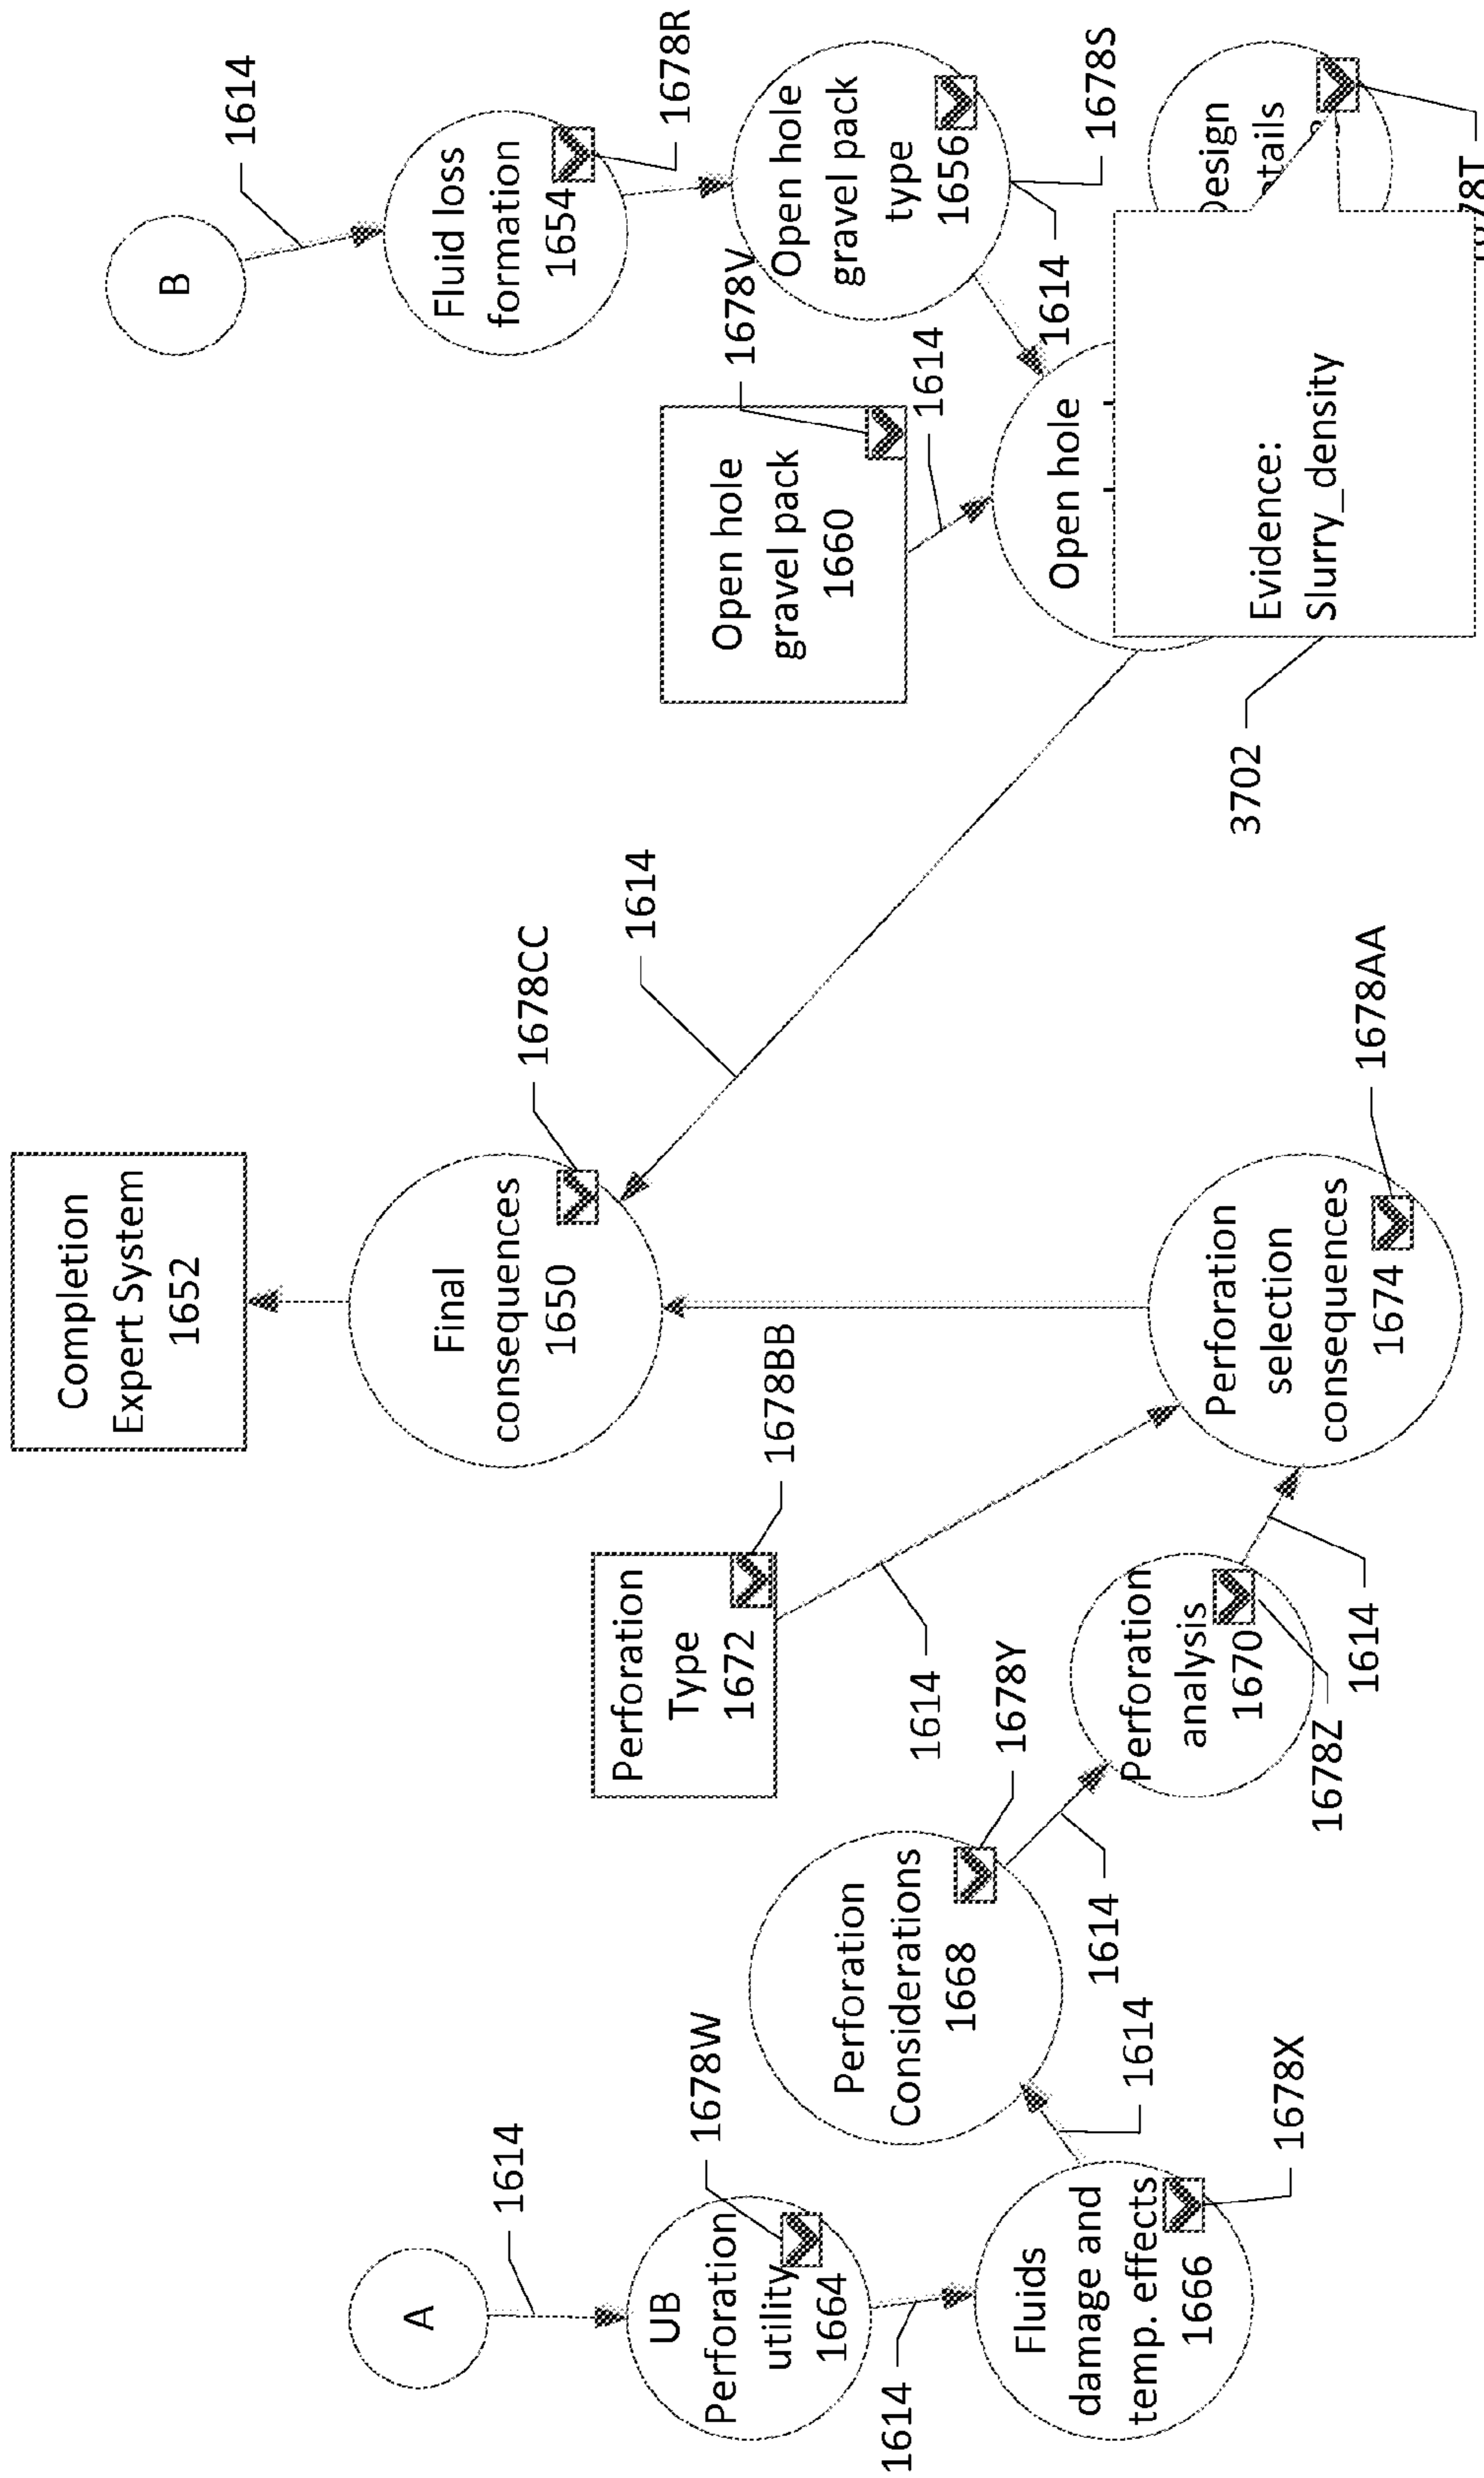 Completion
Expert System
1652
B
1614
Fluid loss
formation
1654
1678R
Final
consequences
1650
1678CC
1614
A
1614
UB
Perforation
utility
1664
1678W
Perforation
Type
1672
1678BB
Open hole
gravel pack
1660
1678V
1614
Open hole
gravel pack
type
1656
1678S
1614
Perforation
Considerations
1668
1678Y
1614
1614
Fluids
damage and
temp. effects
1666
1678X
1614
1614
Perforation
analysis
1670
1678Z
1614
Perforation
selection
consequences
1674
1678AA
Open hole
Design
Evidence:
Slurry_density
3702